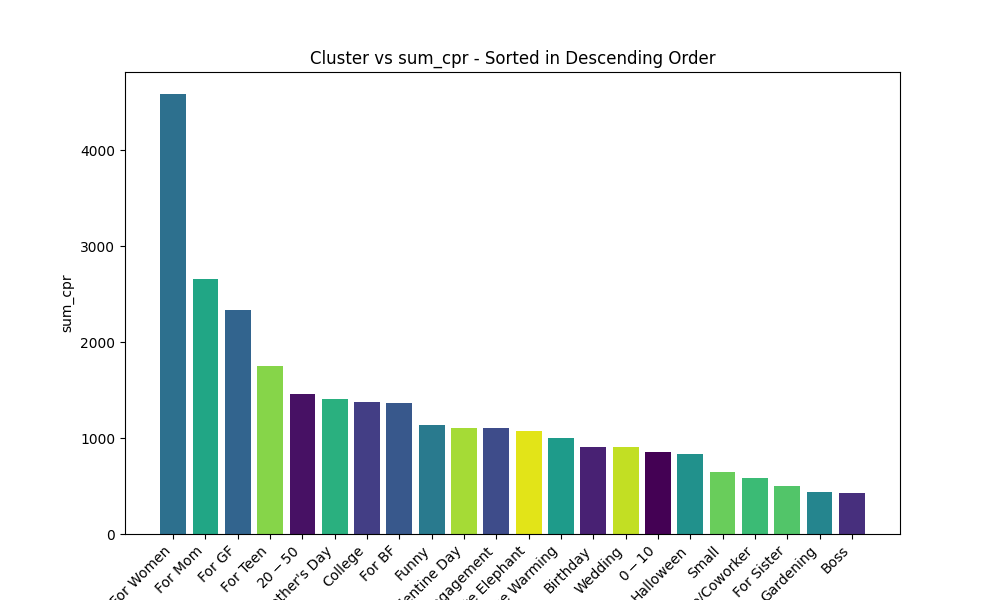 Cluster vs sum_cpr - Sorted in Descending Order
sum_cpr
4000
3000
2000
1000
0
For Women
For Mom
For GF
For Teen
20 - 50
ther's Day
College
For BF
Funny
entine Day
gagement
e Elephant
e Warming
Birthday
Wedding
0 - 10
Halloween
Small
/Coworker
For Sister
Gardening
Boss